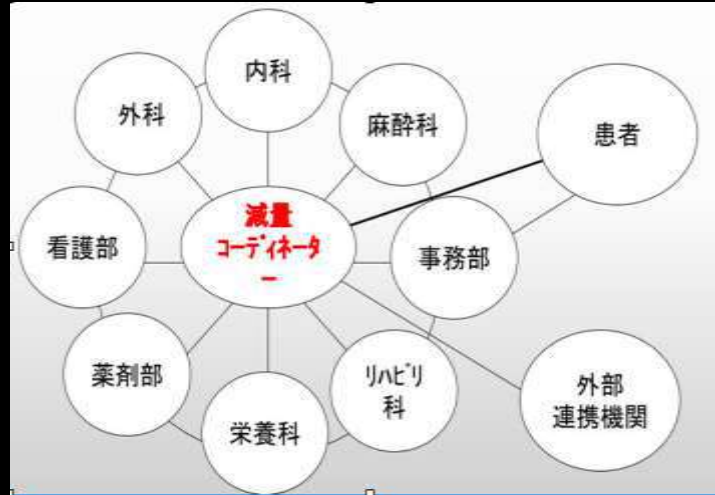 内科
外科
麻酔科
患者
減量
コーディネータ
ー
看護部
事務部
薬剤部
リハビリ
科
外部
連携機関
栄養科